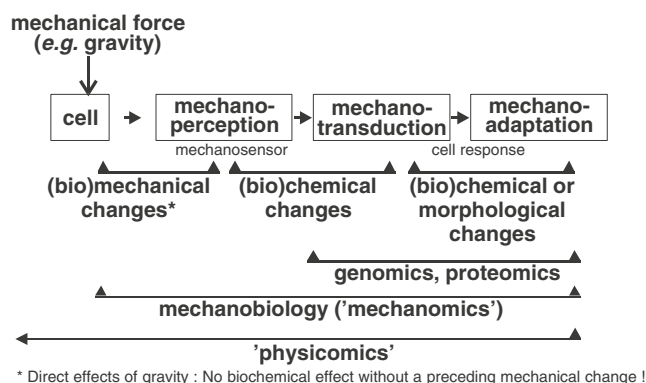 mechanical force
(e.g. gravity)
cell
mechano-
perception
mechano-
transduction
mechano-
adaptation
mechanosensor
cell response
(bio)mechanical
changes*
(bio)chemical
changes
(bio)chemical or
morphological
changes
genomics, proteomics
mechanobiology ('mechanomics')
'physicomics'
* Direct effects of gravity : No biochemical effect without a preceding mechanical change !